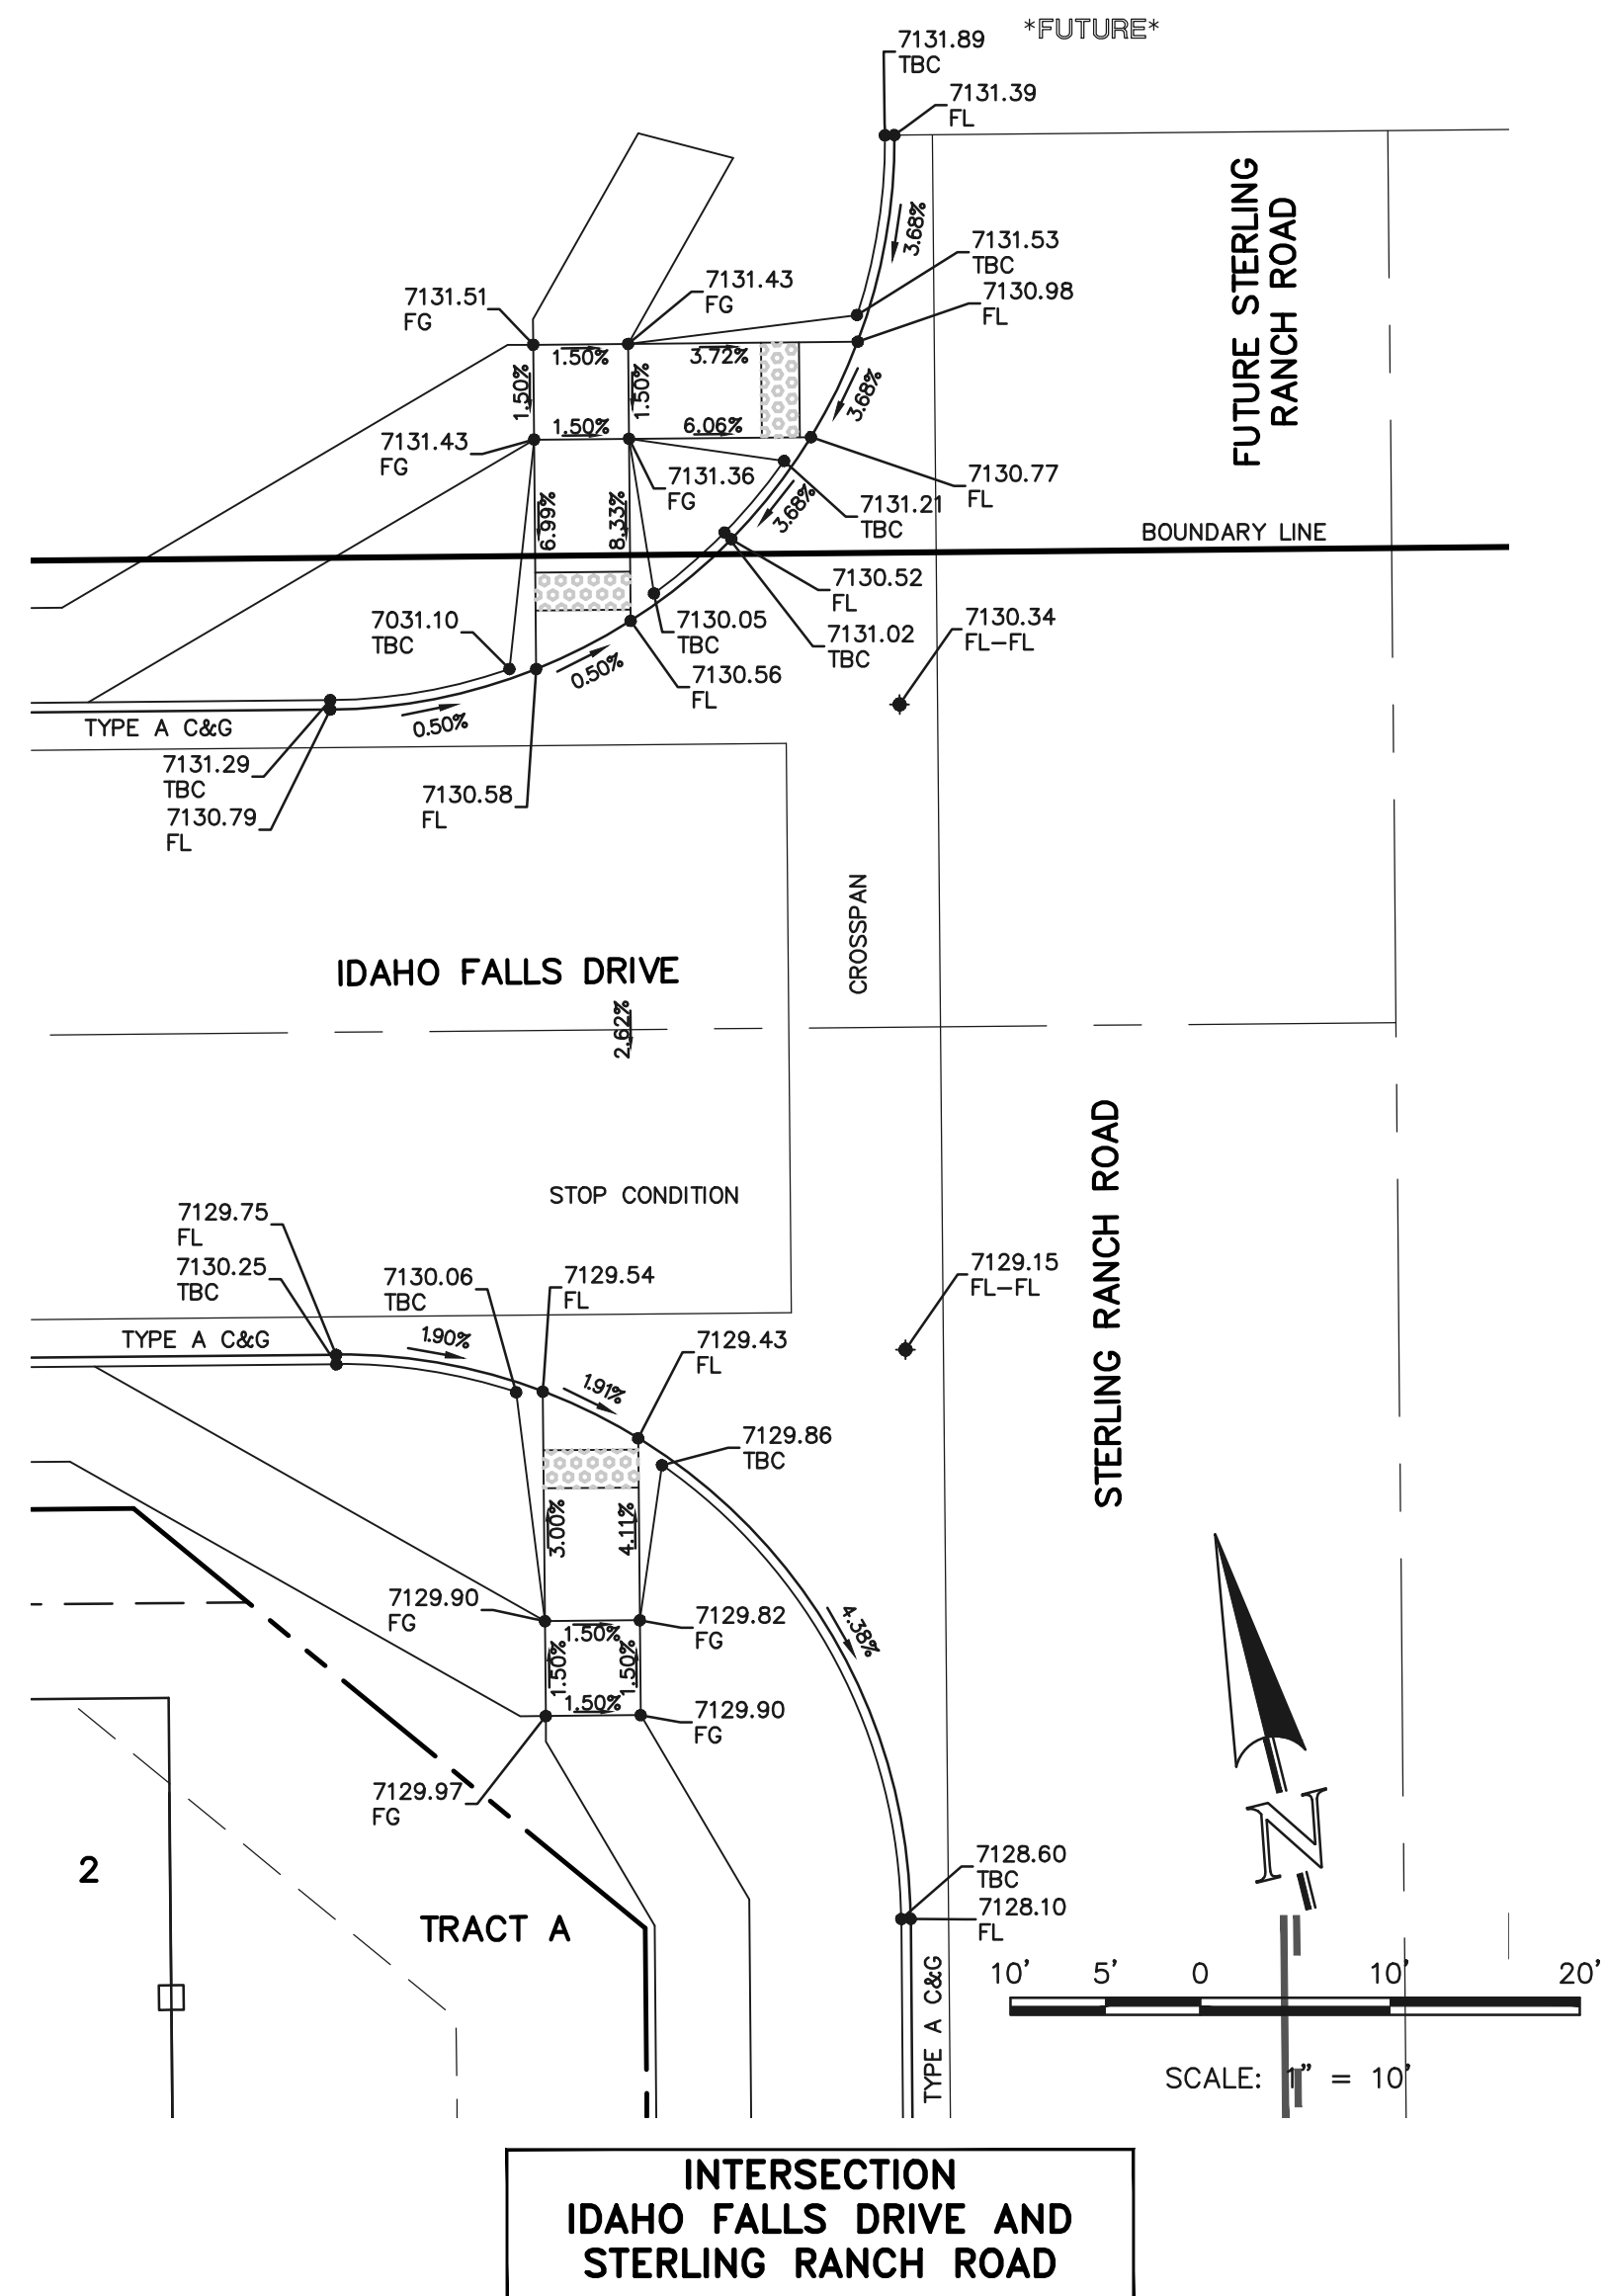 *FUTURE*
7131.89
TBC
7131.39
FL
3.68%
FUTURE STERLING
RANCH ROAD
7131.53
TBC
7130.98
FL
7131.51
FG
7131.43
FG
1.50%
3.72%
1.50%
1.50%
3.68%
1.50%
6.06%
7131.43
FG
7131.36
FG
7130.77
FL
7131.21
TBC
3.68%
6.99%
8.33%
BOUNDARY LINE
7130.52
FL
7031.10
TBC
7130.05
TBC
7131.02
TBC
7130.34
FL-FL
0.50%
7130.56
FL
TYPE A C&G
0.50%
7131.29
TBC
7130.79
FL
7130.58
FL
CROSSPAN
IDAHO FALLS DRIVE
2.62%
STERLING RANCH ROAD
STOP CONDITION
7129.75
FL
7130.25
TBC
7130.06
TBC
7129.54
FL
7129.15
FL-FL
TYPE A C&G
1.90%
7129.43
FL
1.91%
7129.86
TBC
3.00%
4.11%
7129.90
FG
7129.82
FG
1.50%
4.38%
1.50%
1.50%
1.50%
7129.90
FG
7129.97
FG
N
2
TRACT A
7128.60
TBC
7128.10
FL
TYPE A C&G
10' 5' 0 10' 20'
SCALE: 1" = 10'
INTERSECTION
IDAHO FALLS DRIVE AND
STERLING RANCH ROAD